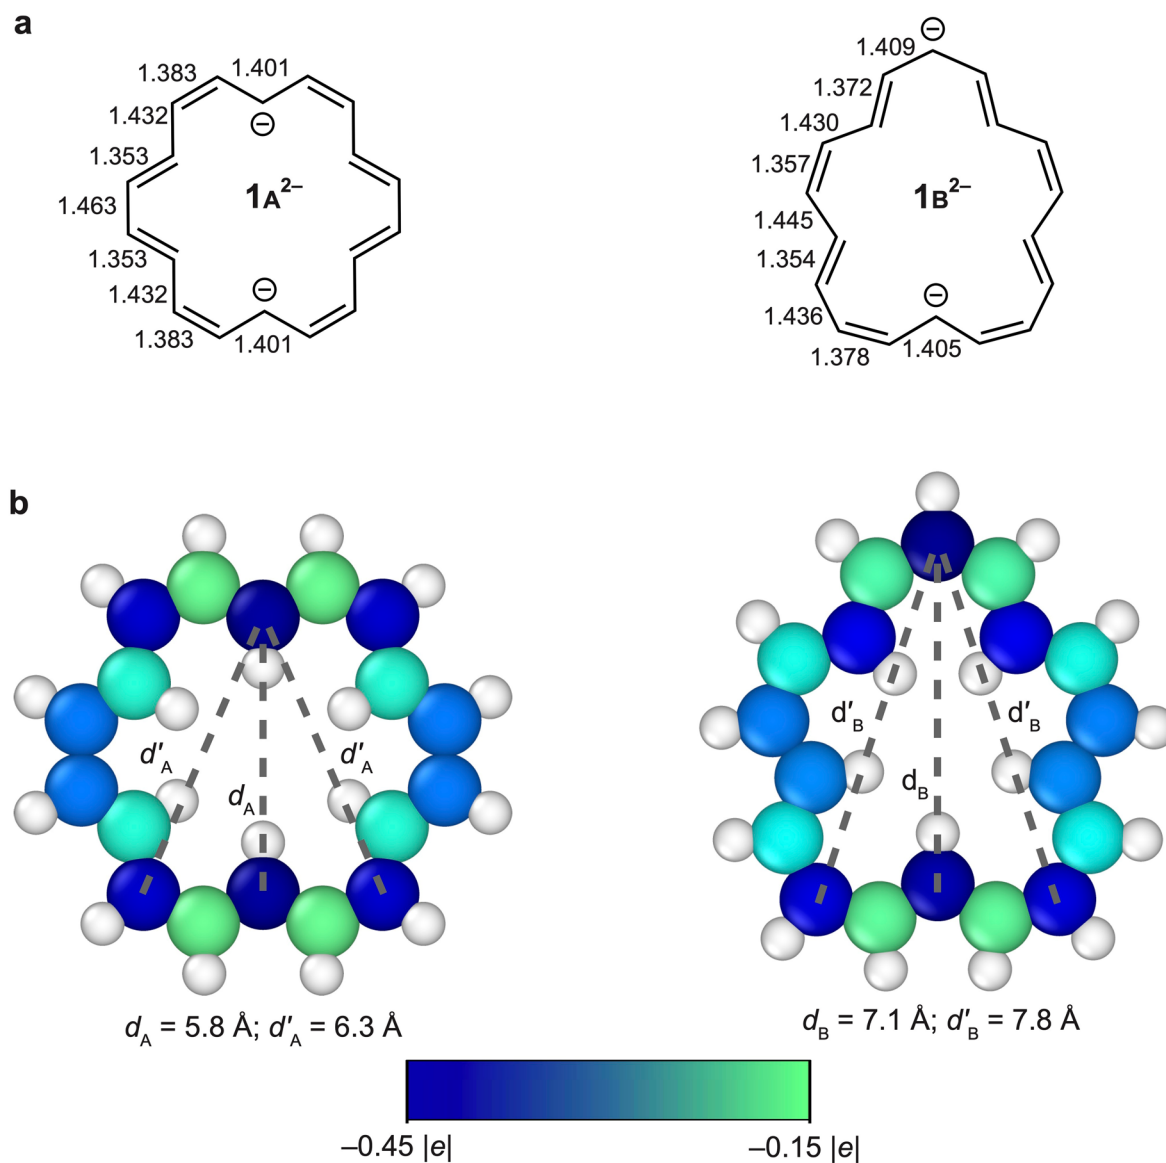 a
1.383
1.401
1.432
1.353
1.463
1.353
1.432
1.383
1.401
1A2–
⊖
⊖
⊖
1.409
1.372
1.430
1.357
1.445
1.354
1.436
1.378
1.405
1B2–
⊖
b
d′A
dA
d′A
dA = 5.8 Å; d′A = 6.3 Å
d′B
dB
d′B
dB = 7.1 Å; d′B = 7.8 Å
–0.45 |e|
–0.15 |e|